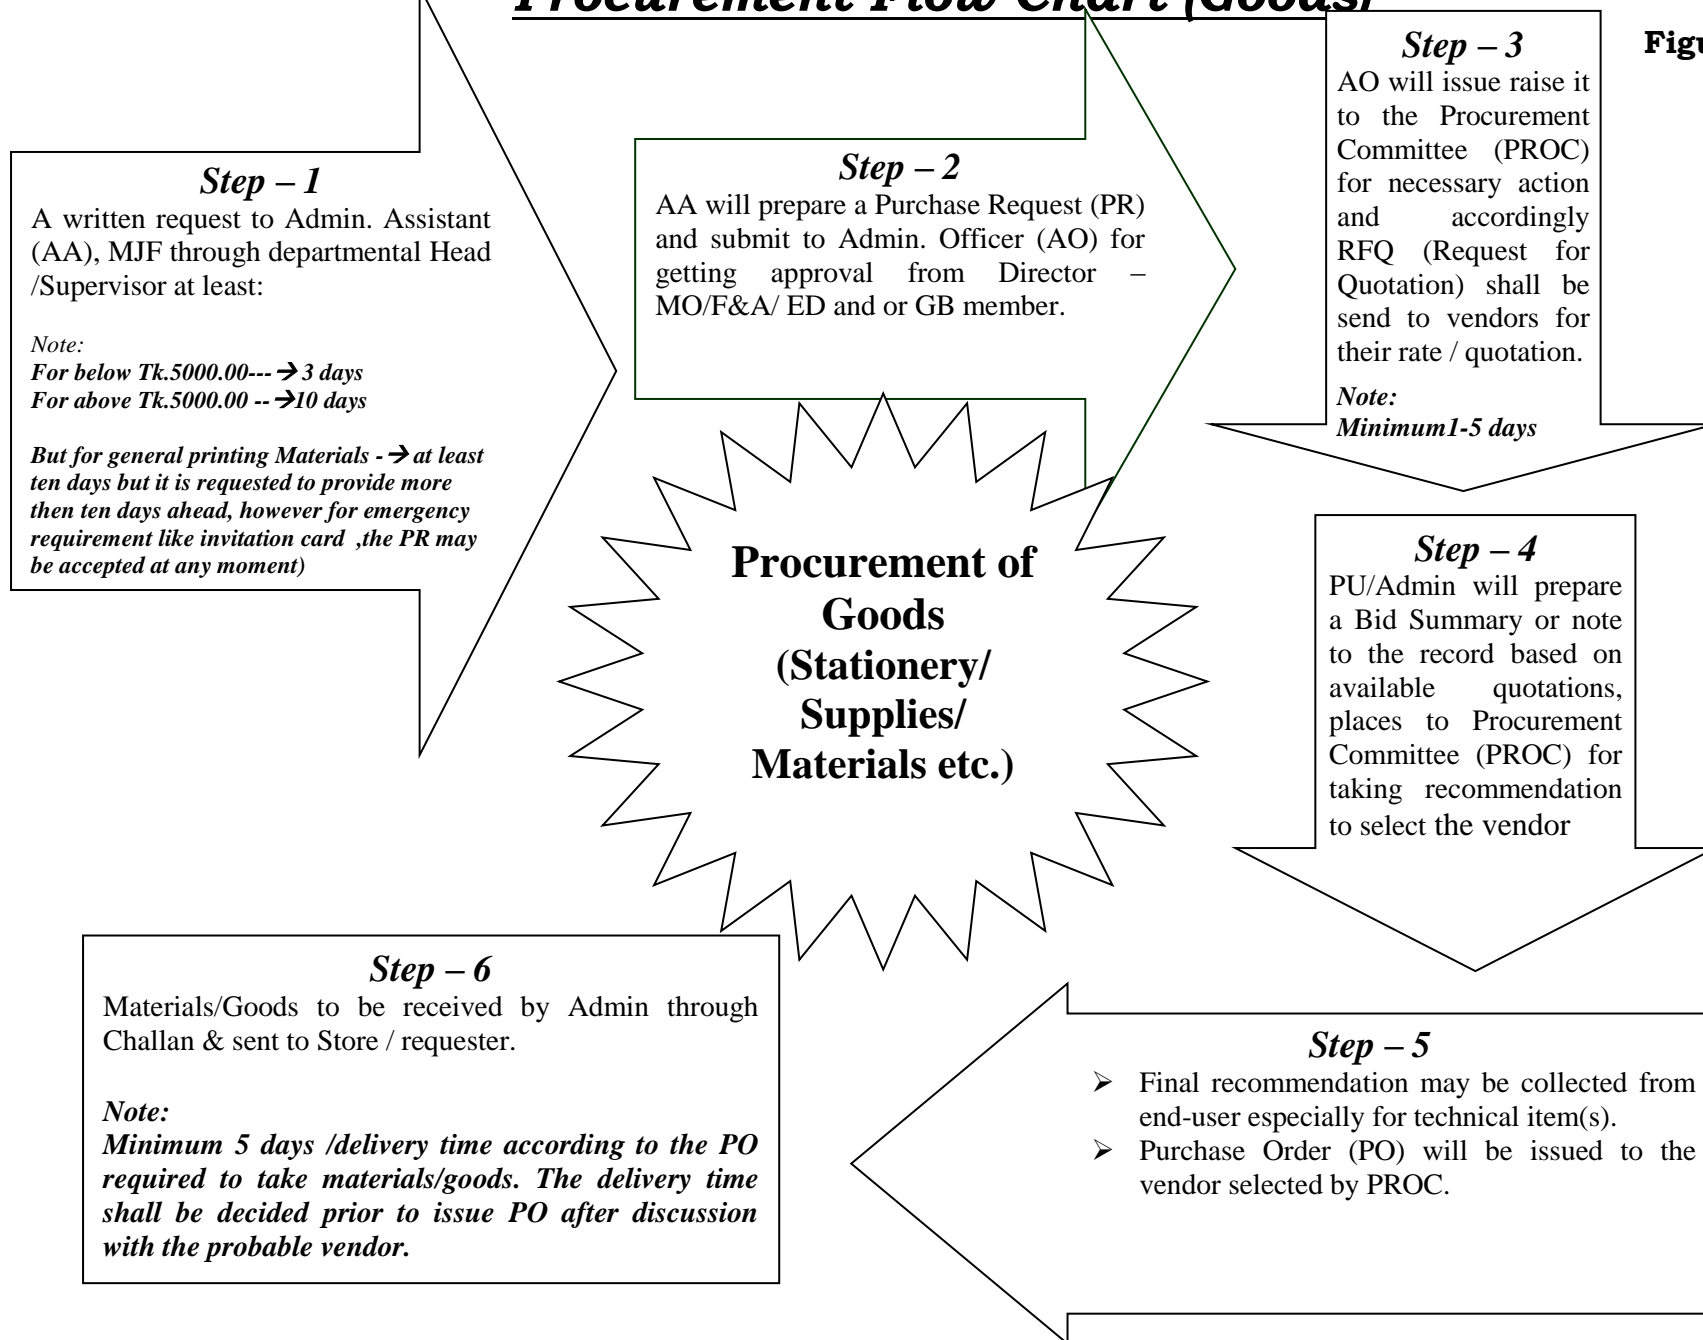 Procurement Flow Chart (Goods)
Figu
Step – 1
A written request to Admin. Assistant
(AA), MJF through departmental Head
/Supervisor at least:
Note:
For below Tk.5000.00---→ 3 days
For above Tk.5000.00 --→10 days
But for general printing Materials -→ at least
ten days but it is requested to provide more
then ten days ahead, however for emergency
requirement like invitation card ,the PR may
be accepted at any moment)
Step – 2
AA will prepare a Purchase Request (PR)
and submit to Admin. Officer (AO) for
getting approval from Director –
MO/F&A/ ED and or GB member.
Step – 3
AO will issue raise it
to the Procurement
Committee (PROC)
for necessary action
and accordingly
RFQ (Request for
Quotation) shall be
send to vendors for
their rate / quotation.
Note:
Minimum1-5 days
Procurement of
Goods
(Stationery/
Supplies/
Materials etc.)
Step – 4
PU/Admin will prepare
a Bid Summary or note
to the record based on
available quotations,
places to Procurement
Committee (PROC) for
taking recommendation
to select the vendor
Step – 5
➢ Final recommendation may be collected from
end-user especially for technical item(s).
➢ Purchase Order (PO) will be issued to the
vendor selected by PROC.
Step – 6
Materials/Goods to be received by Admin through
Challan & sent to Store / requester.
Note:
Minimum 5 days /delivery time according to the PO
required to take materials/goods. The delivery time
shall be decided prior to issue PO after discussion
with the probable vendor.